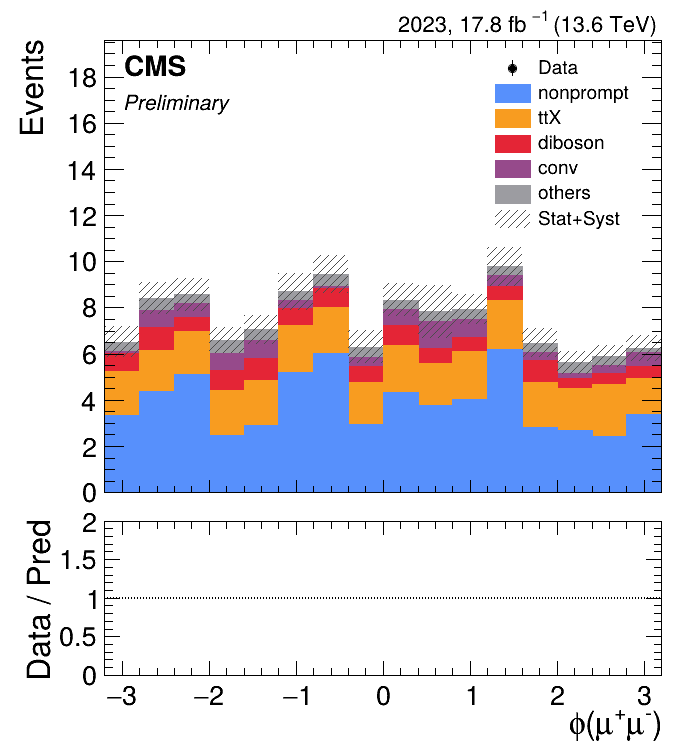 2023, 17.8 fb⁻¹ (13.6 TeV)
CMS
Preliminary
Events
18
16
14
12
10
8
6
4
2
0
Data
nonprompt
ttX
diboson
conv
others
Stat+Syst
Data / Pred
2
1.5
1
0.5
0
−3 −2 −1 0 1 2 3
ϕ(μ⁺μ⁻)